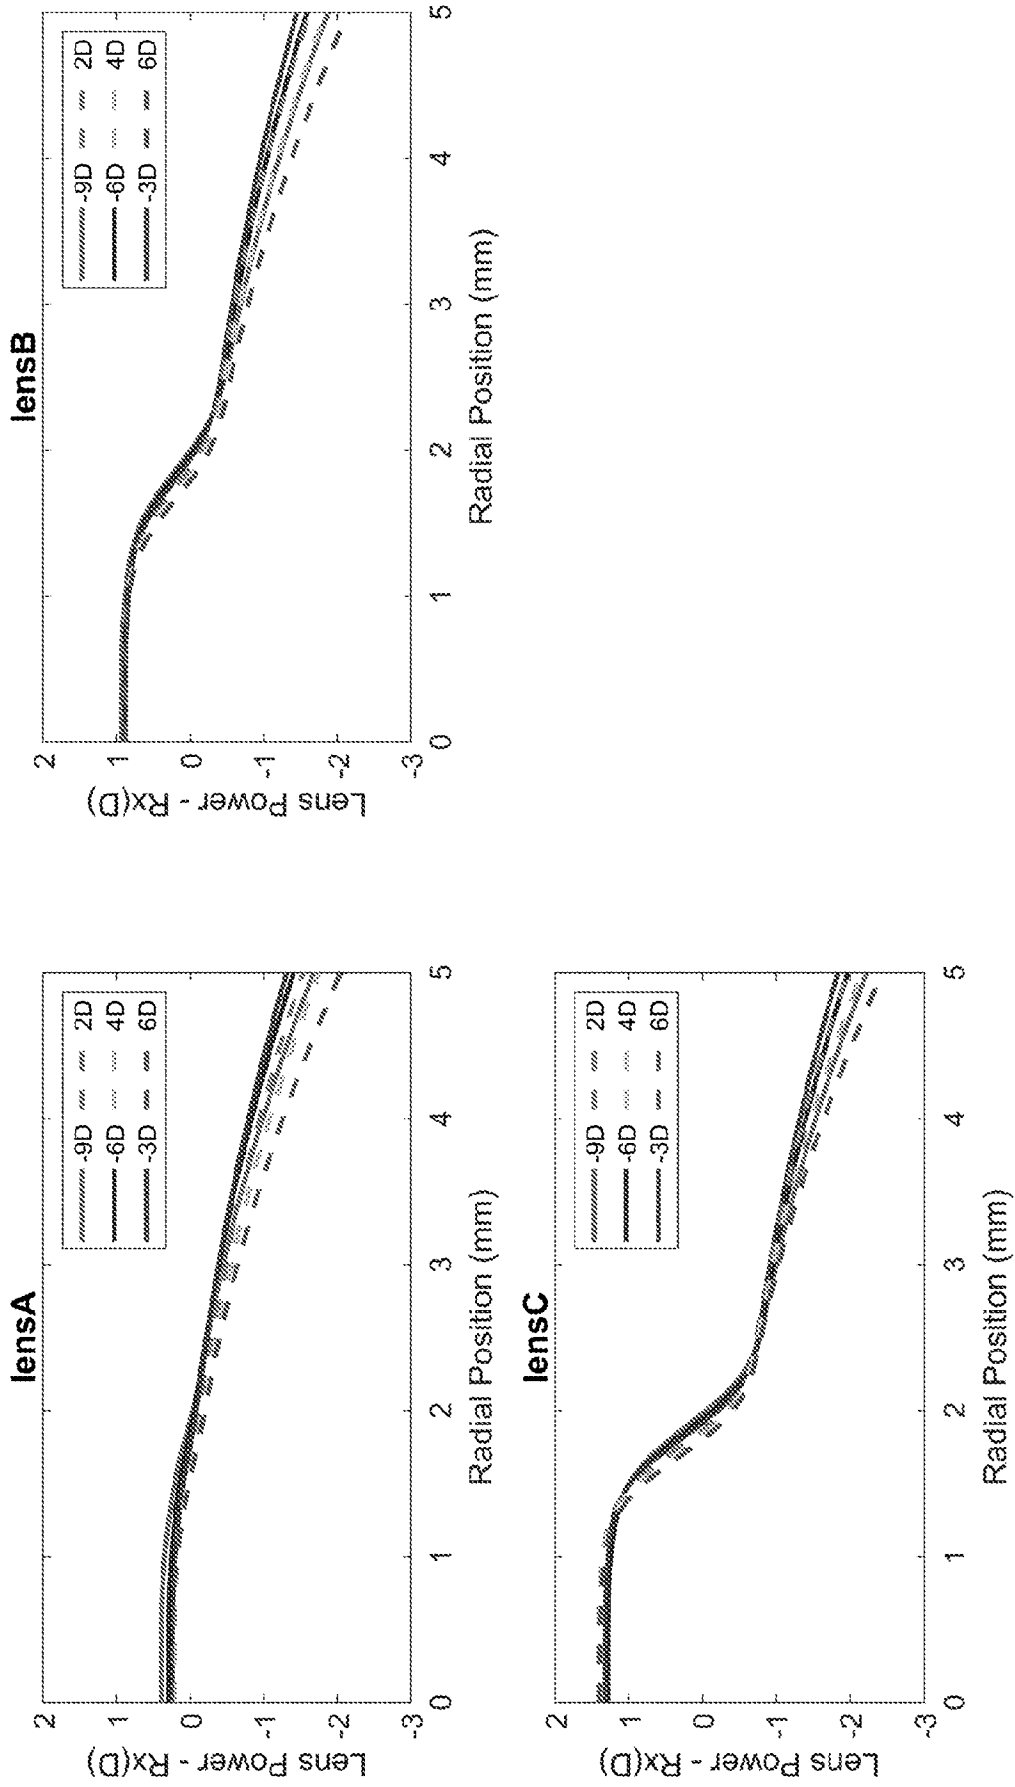 lensA
2
1
0
-1
-2
-3
Lens Power - Rx(D)
0 1 2 3 4 5
Radial Position (mm)
-9D 2D
-6D 4D
-3D 6D
lensB
2
1
0
-1
-2
-3
Lens Power - Rx(D)
0 1 2 3 4 5
Radial Position (mm)
-9D 2D
-6D 4D
-3D 6D
lensC
2
1
0
-1
-2
-3
Lens Power - Rx(D)
0 1 2 3 4 5
Radial Position (mm)
-9D 2D
-6D 4D
-3D 6D